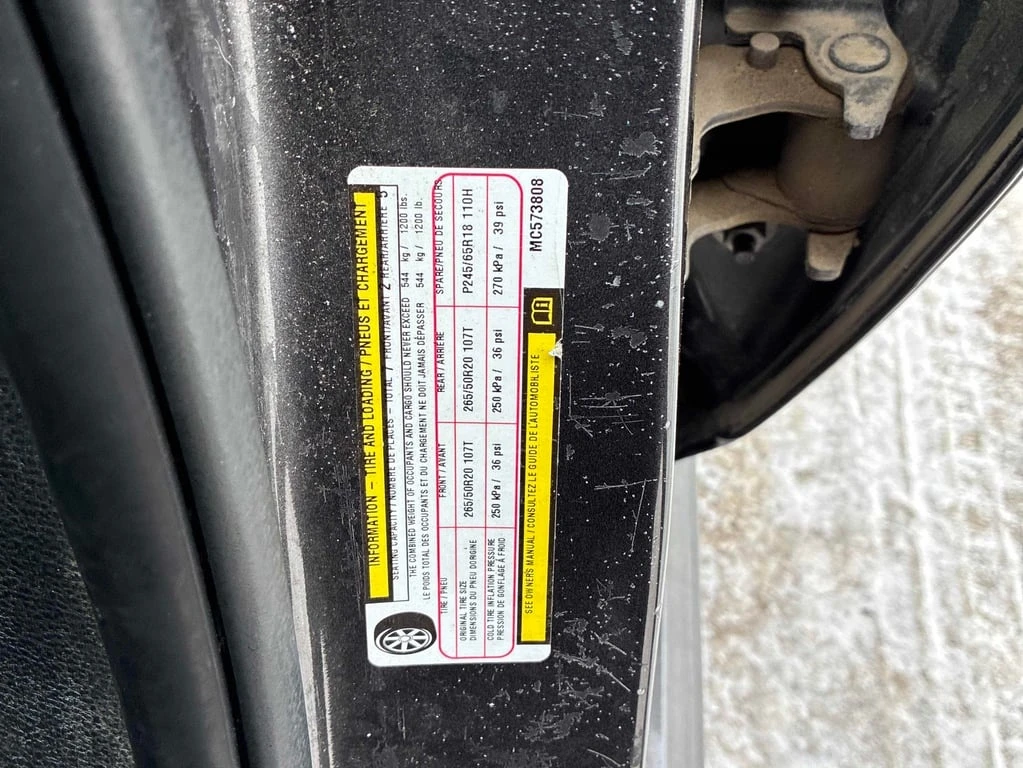 INFORMATION – TIRE AND LOADING / PNEUS ET CHARGEMENT
SEATING CAPACITY / NOMBRE DE PLACES – TOTAL 7 FRONT/AVANT 2 REAR/ARRIÈRE 5
THE COMBINED WEIGHT OF OCCUPANTS AND CARGO SHOULD NEVER EXCEED 544 kg / 1200 lbs.
LE POIDS TOTAL DES OCCUPANTS ET DU CHARGEMENT NE DOIT JAMAIS DÉPASSER 544 kg / 1200 lb.
TIRE / PNEU FRONT / AVANT REAR / ARRIÈRE SPARE/PNEU DE SECOURS
ORIGINAL TIRE SIZE
DIMENSIONS DU PNEU DORIGINE 265/50R20 107T 265/50R20 107T P245/65R18 110H
COLD TIRE INFLATION PRESSURE
PRESSION DE GONFLAGE À FROID 250 kPa / 36 psi 250 kPa / 36 psi 270 kPa / 39 psi
SEE OWNERS MANUAL / CONSULTEZ LE GUIDE DE L'AUTOMOBILISTE
MC573808